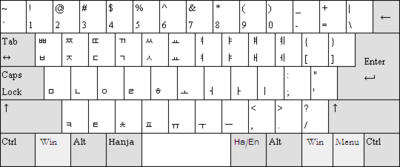 ~ ! @ # $ % ^ & * ( ) _ + | ←
` 1 2 3 4 5 6 7 8 9 0 - = \
Tab ㅃ ㅉ ㄸ ㄲ ㅆ ㅛ ㅕ ㅑ ㅒ ㅖ { }
↔ ㅂ ㅈ ㄷ ㄱ ㅅ ㅛ ㅕ ㅑ ㅐ ㅔ [ ] Enter
Caps : " ↵
Lock ㅁ ㄴ ㅇ ㄹ ㅎ ㅗ ㅓ ㅏ ㅣ ; '
↑ < > ? ↑
ㅋ ㅌ ㅊ ㅍ ㅠ ㅜ ㅡ , . /
Ctrl Win Alt Hanja Ha/En Alt Win Menu Ctrl